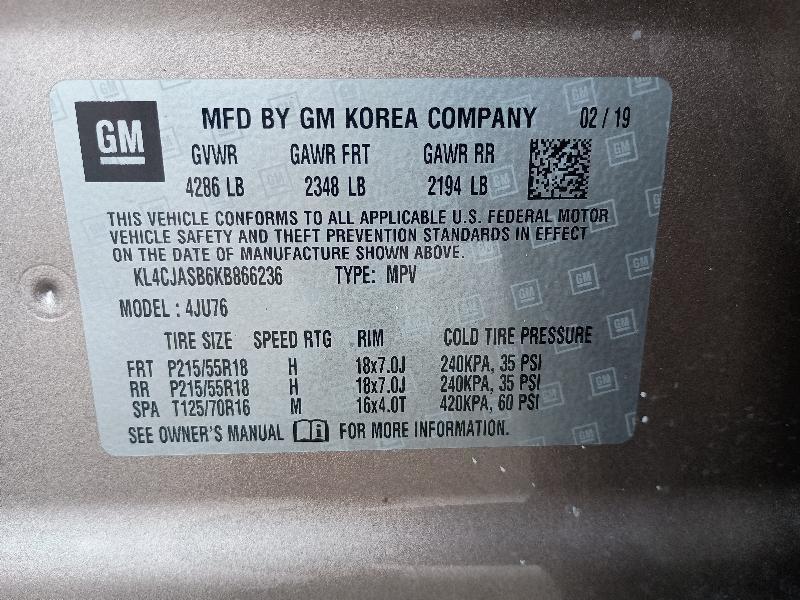 GM MFD BY GM KOREA COMPANY 02 / 19
GVWR GAWR FRT GAWR RR
4286 LB 2348 LB 2194 LB
THIS VEHICLE CONFORMS TO ALL APPLICABLE U.S. FEDERAL MOTOR
VEHICLE SAFETY AND THEFT PREVENTION STANDARDS IN EFFECT
ON THE DATE OF MANUFACTURE SHOWN ABOVE.
KL4CJASB6KB866236 TYPE: MPV
MODEL : 4JU76
TIRE SIZE SPEED RTG RIM COLD TIRE PRESSURE
FRT P215/55R18 H 18x7.0J 240KPA, 35 PSI
RR P215/55R18 H 18x7.0J 240KPA, 35 PSI
SPA T125/70R16 M 16x4.0T 420KPA, 60 PSI
SEE OWNER'S MANUAL FOR MORE INFORMATION.